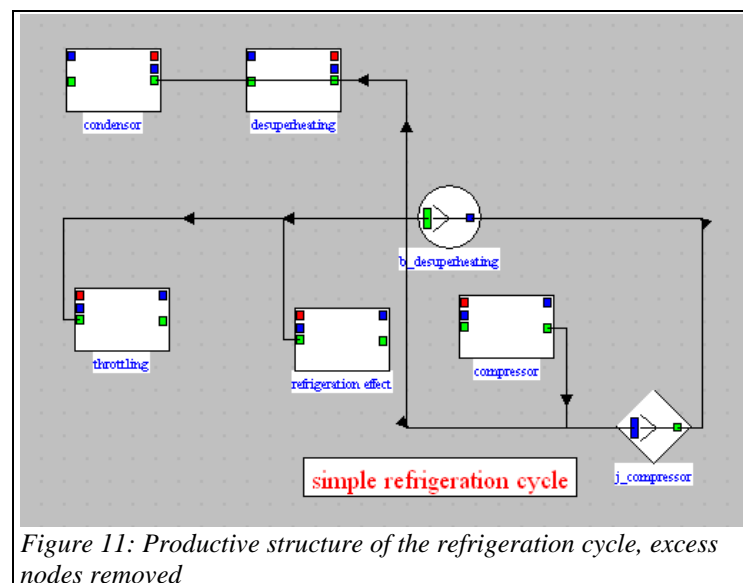 condensor
desuperheating
b_desuperheating
throttling
refrigeration effect
compressor
j_compressor
simple refrigeration cycle
Figure 11: Productive structure of the refrigeration cycle, excess
nodes removed